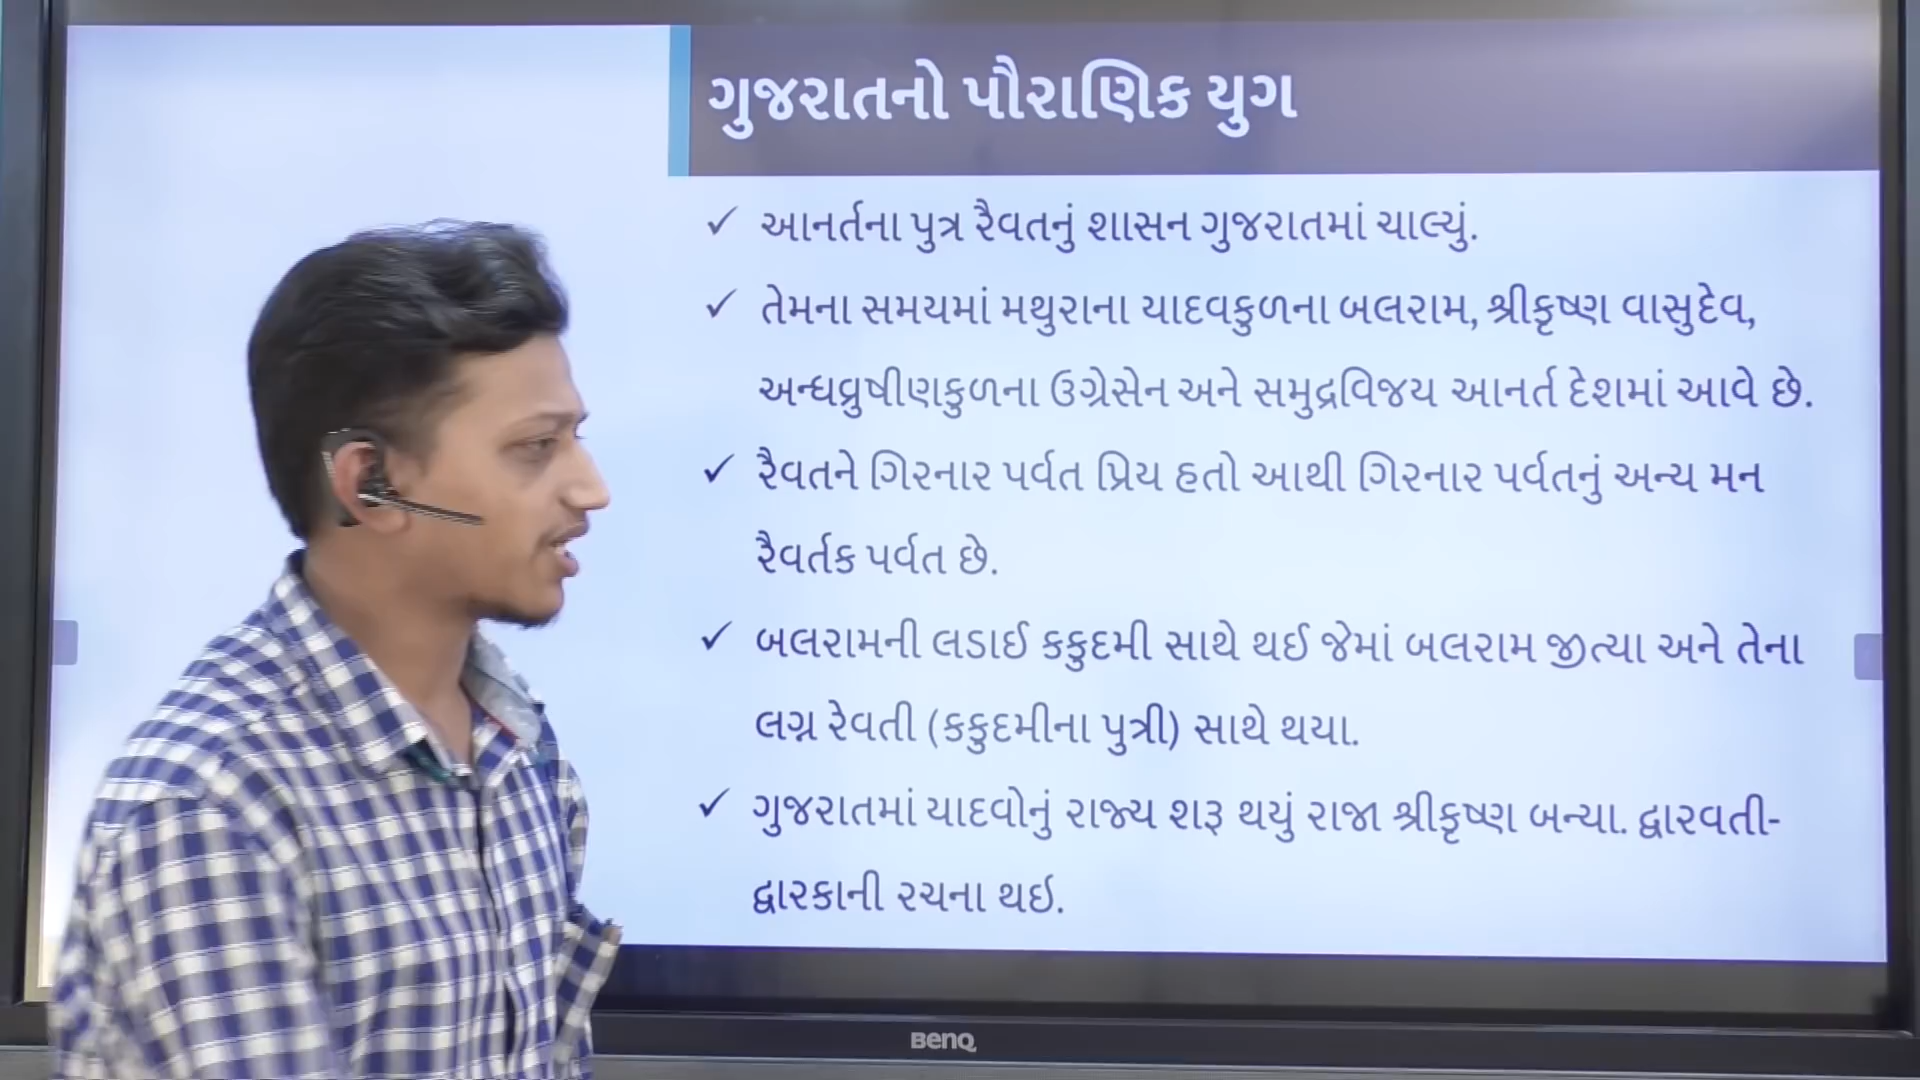 ગુજરાતનો પૌરાણિક યુગ
✓ આનર્તના પુત્ર રૈવતનું શાસન ગુજરાતમાં ચાલ્યું.
✓ તેમના સમયમાં મથુરાના યાદવકુળના બલરામ, શ્રીકૃષ્ણ વાસુદેવ,
અન્ધવ્રુષીણકુળના ઉગ્રેસેન અને સમુદ્રવિજય આનર્ત દેશમાં આવે છે.
✓ રૈવતને ગિરનાર પર્વત પ્રિય હતો આથી ગિરનાર પર્વતનું અન્ય મન
રૈવર્તક પર્વત છે.
✓ બલરામની લડાઈ કકુદમી સાથે થઈ જેમાં બલરામ જીત્યા અને તેના
લગ્ન રેવતી (કકુદમીના પુત્રી) સાથે થયા.
✓ ગુજરાતમાં યાદવોનું રાજ્ય શરૂ થયું રાજા શ્રીકૃષ્ણ બન્યા. દ્વારવતી-
દ્વારકાની રચના થઇ.
BenQ